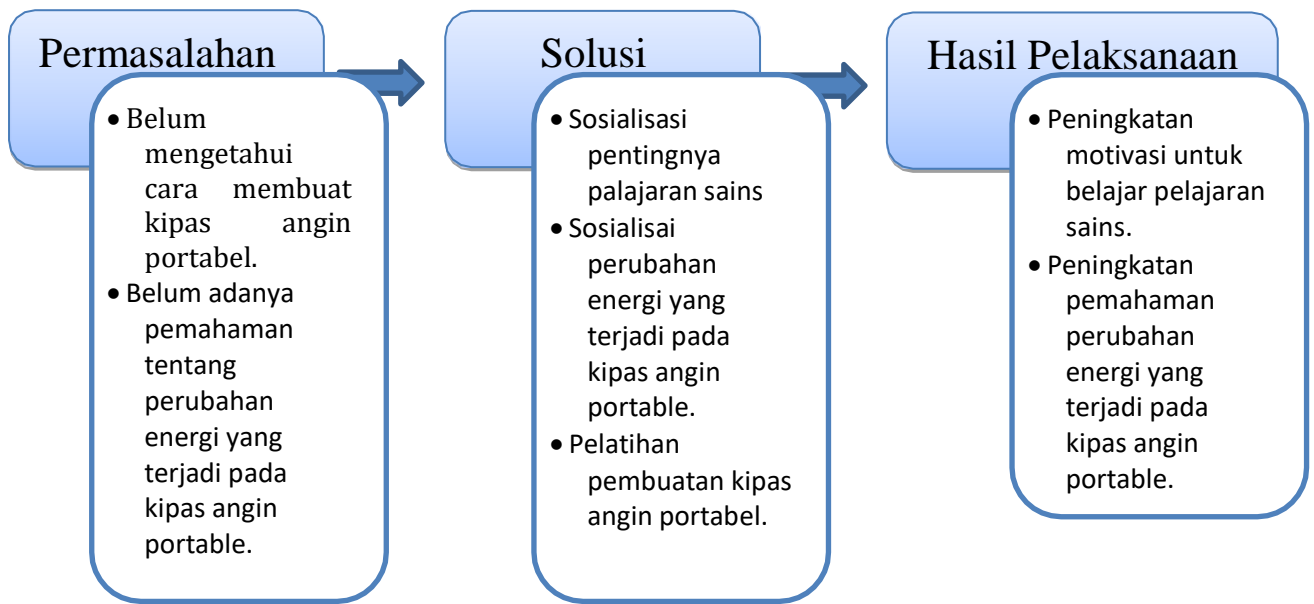 Permasalahan
• Belum
mengetahui
cara membuat
kipas angin
portabel.
• Belum adanya
pemahaman
tentang
perubahan
energi yang
terjadi pada
kipas angin
portable.
Solusi
• Sosialisasi
pentingnya
palajaran sains
• Sosialisai
perubahan
energi yang
terjadi pada
kipas angin
portable.
• Pelatihan
pembuatan kipas
angin portabel.
Hasil Pelaksanaan
• Peningkatan
motivasi untuk
belajar pelajaran
sains.
• Peningkatan
pemahaman
perubahan
energi yang
terjadi pada
kipas angin
portable.